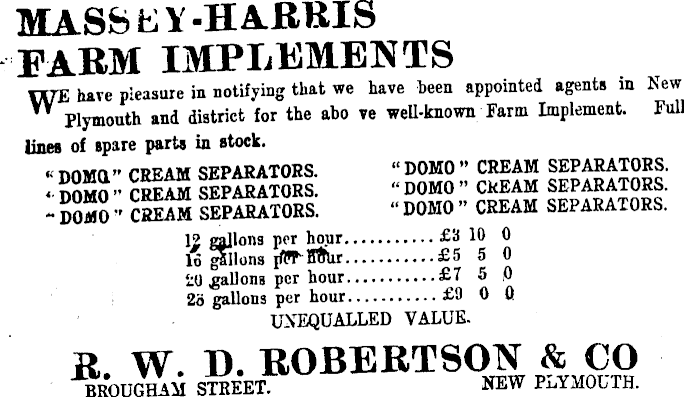 MASSEY-HARRIS
FARM IMPLEMENTS
WE have pleasure in notifying that we have been appointed agents in New
Plymouth and district for the abo ve well-known Farm Implement. Full
lines of spare parts in stock.
"DOMO" CREAM SEPARATORS. "DOMO" CREAM SEPARATORS.
"DOMO" CREAM SEPARATORS. "DOMO" CREAM SEPARATORS.
"DOMO" CREAM SEPARATORS. "DOMO" CREAM SEPARATORS.
12 gallons per hour...........£3 10 0
16 gallons per hour...........£5 5 0
20 gallons per hour...........£7 5 0
gallons per hour...........£9 0 0
UNEQUALLED VALUE.
R. W. D. ROBERTSON & CO
BROUGHAM STREET. NEW PLYMOUTH.